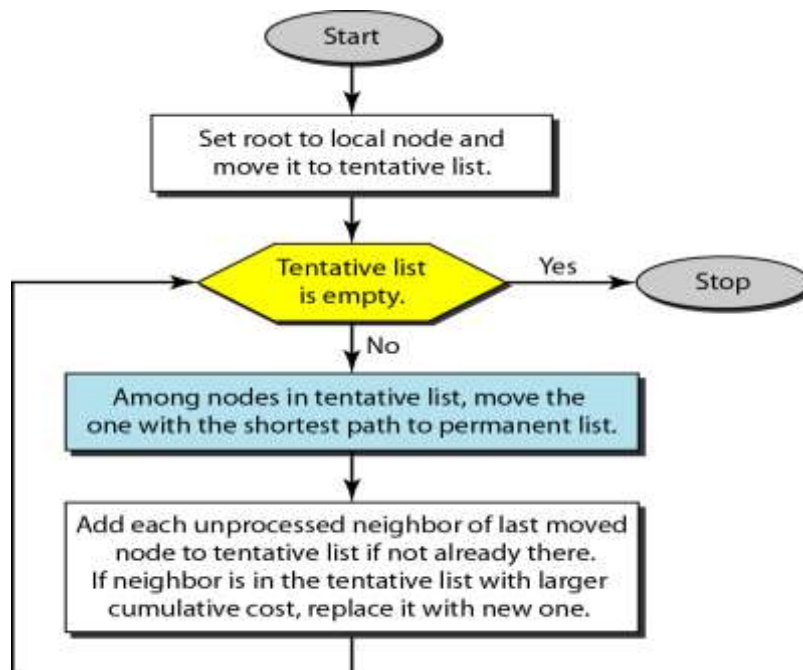 Start
Set root to local node and
move it to tentative list.
Tentative list
is empty.
Yes
Stop
No
Among nodes in tentative list, move the
one with the shortest path to permanent list.
Add each unprocessed neighbor of last moved
node to tentative list if not already there.
If neighbor is in the tentative list with larger
cumulative cost, replace it with new one.